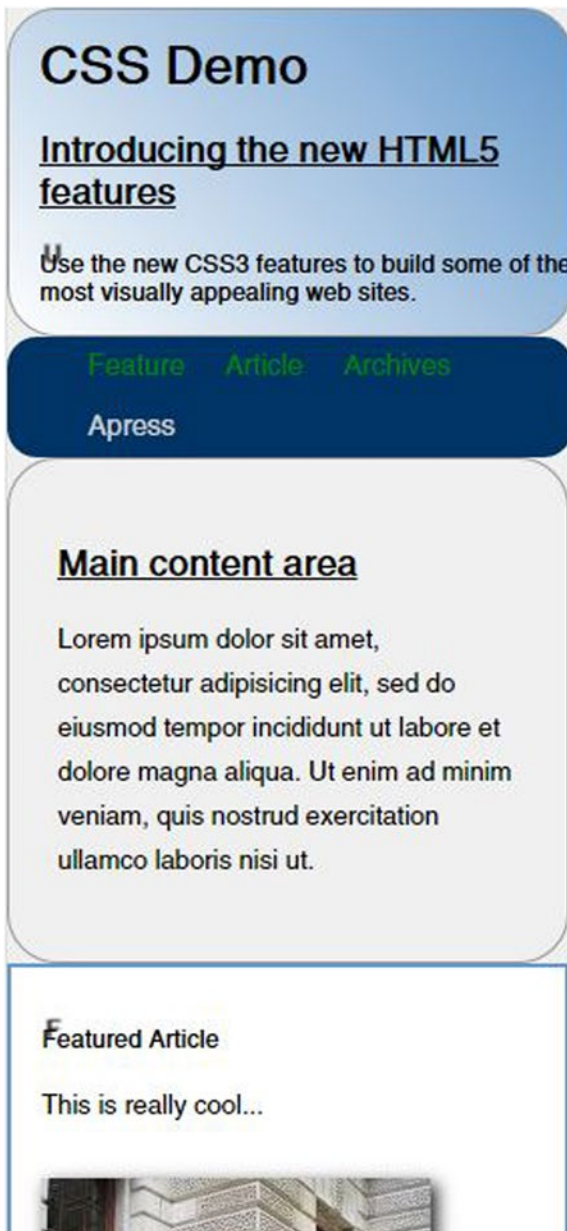 CSS Demo
Introducing the new HTML5
features
Use the new CSS3 features to build some of the
most visually appealing web sites.
Feature Article Archives
Apress
Main content area
Lorem ipsum dolor sit amet,
consectetur adipisicing elit, sed do
eiusmod tempor incididunt ut labore et
dolore magna aliqua. Ut enim ad minim
veniam, quis nostrud exercitation
ullamco laboris nisi ut.
Featured Article
This is really cool...